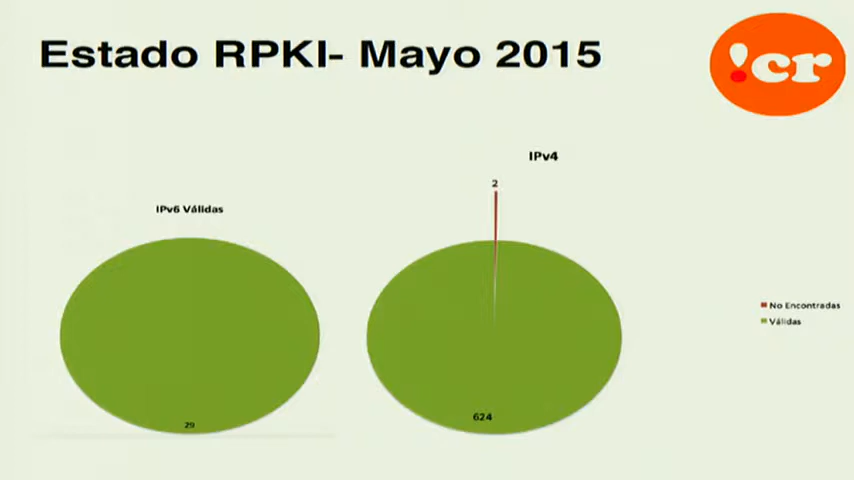 Estado RPKI- Mayo 2015
!cr
IPv4
2
IPv6 Válidas
No Encontradas
Válidas
624
29